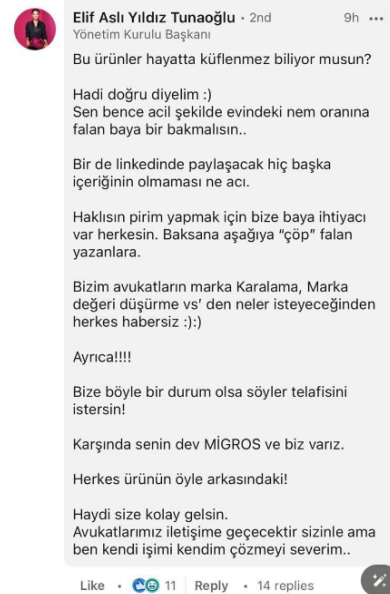 Elif Aslı Yıldız Tunaoğlu · 2nd 9h
Yönetim Kurulu Başkanı
Bu ürünler hayatta küflenmez biliyor musun?
Hadi doğru diyelim :)
Sen bence acil şekilde evindeki nem oranına
falan baya bir bakmalısın..
Bir de linkedinde paylaşacak hiç başka
içeriğinin olmaması ne acı.
Haklısın pirim yapmak için bize baya ihtiyacı
var herkesin. Baksana aşağıya “çöp” falan
yazanlara.
Bizim avukatların marka Karalama, Marka
değeri düşürme vs’ den neler isteyeceğinden
herkes habersiz :):)
Ayrıca!!!!
Bize böyle bir durum olsa söyler telafisini
istersin!
Karşında senin dev MİGROS ve biz varız.
Herkes ürünün öyle arkasındaki!
Haydi size kolay gelsin.
Avukatlarımız iletişime geçecektir sizinle ama
ben kendi işimi kendim çözmeyi severim..
Like · 11 Reply · 14 replies